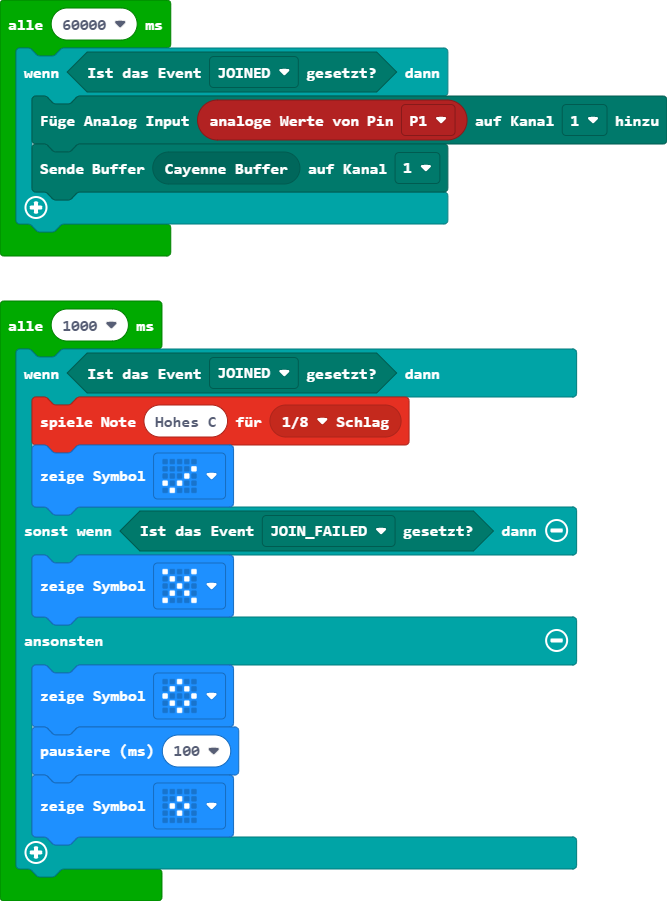 alle 60000 ms
wenn Ist das Event JOINED gesetzt? dann
Füge Analog Input analoge Werte von Pin P1 auf Kanal 1 hinzu
Sende Buffer Cayenne Buffer auf Kanal 1
alle 1000 ms
wenn Ist das Event JOINED gesetzt? dann
spiele Note Hohes C für 1/8 Schlag
zeige Symbol
sonst wenn Ist das Event JOIN_FAILED gesetzt? dann
zeige Symbol
ansonsten
zeige Symbol
pausiere (ms) 100
zeige Symbol